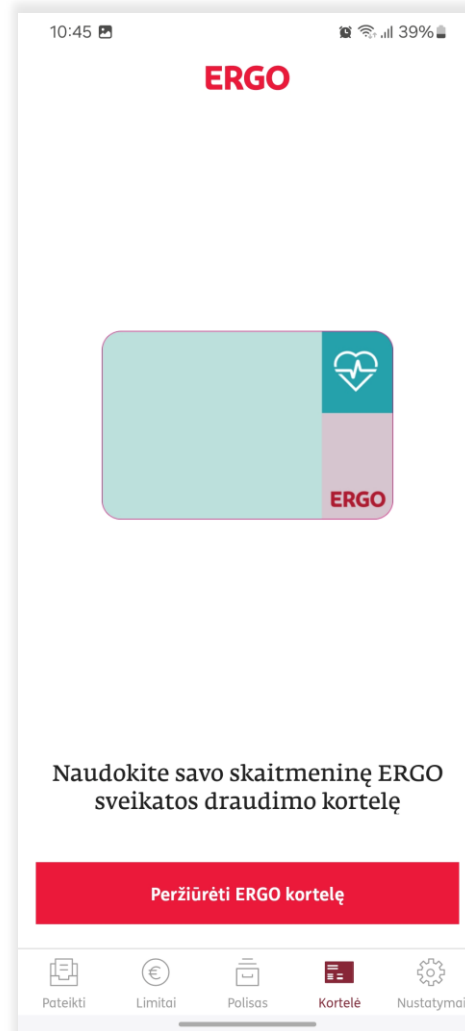 10:45 39%
ERGO
ERGO
Naudokite savo skaitmeninę ERGO
sveikatos draudimo kortelę
Peržiūrėti ERGO kortelę
Pateikti Limitai Polisas Kortelė Nustatymai